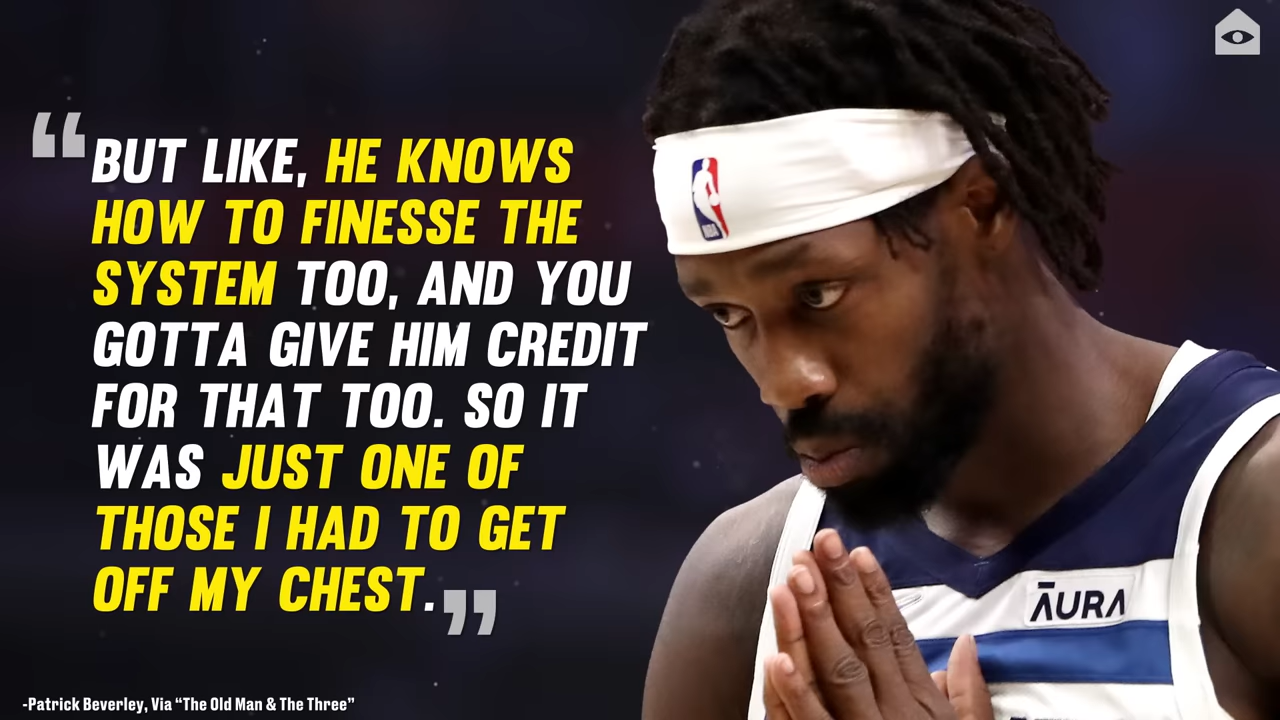 “BUT LIKE, HE KNOWS
HOW TO FINESSE THE
SYSTEM TOO, AND YOU
GOTTA GIVE HIM CREDIT
FOR THAT TOO. SO IT
WAS JUST ONE OF
THOSE I HAD TO GET
OFF MY CHEST.”
-Patrick Beverley, Via “The Old Man & The Three”
NBA
ĀURA